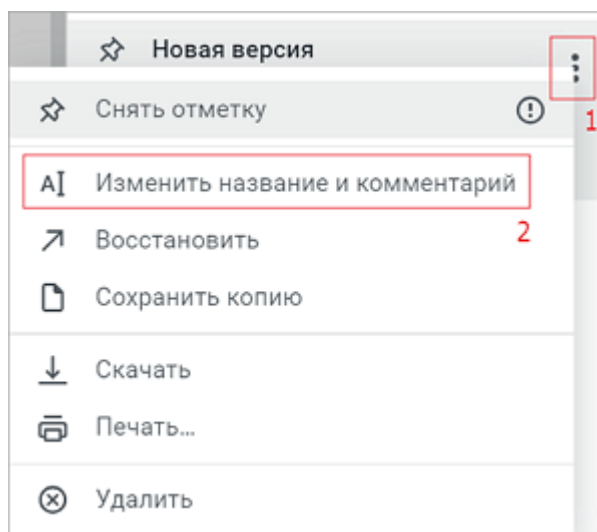 Новая версия
1
Снять отметку
Изменить название и комментарий
2
Восстановить
Сохранить копию
Скачать
Печать...
Удалить